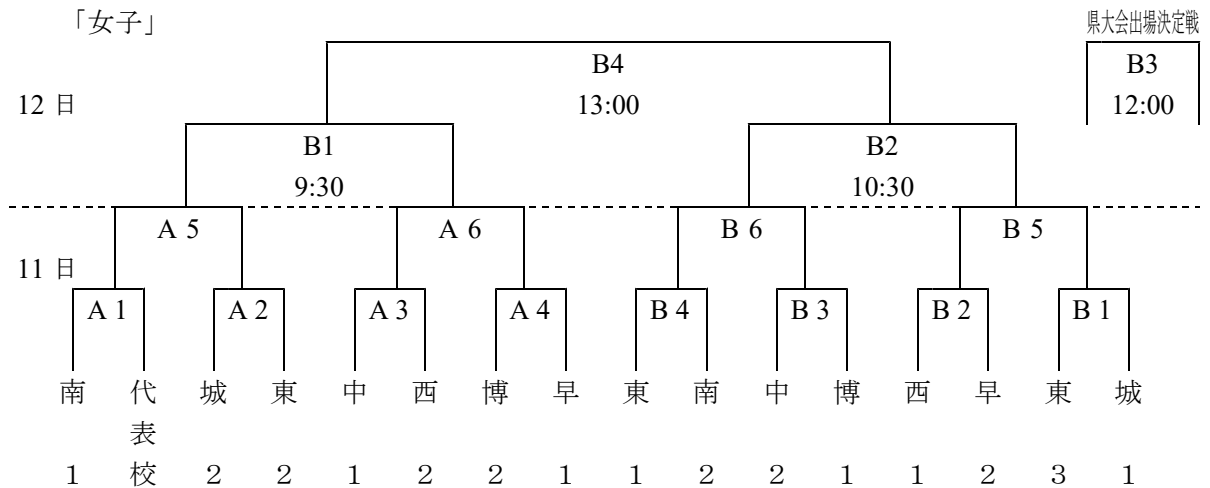 「女子」
県大会出場決定戦
B4
B3
12 日
13:00
12:00
B1
B2
9:30
10:30
A 5
A 6
B 6
B 5
11 日
A 1
A 2
A 3
A 4
B 4
B 3
B 2
B 1
南 代 城 東 中 西 博 早 東 南 中 博 西 早 東 城
表
1 校 2 2 1 2 2 1 1 2 2 1 1 2 3 1